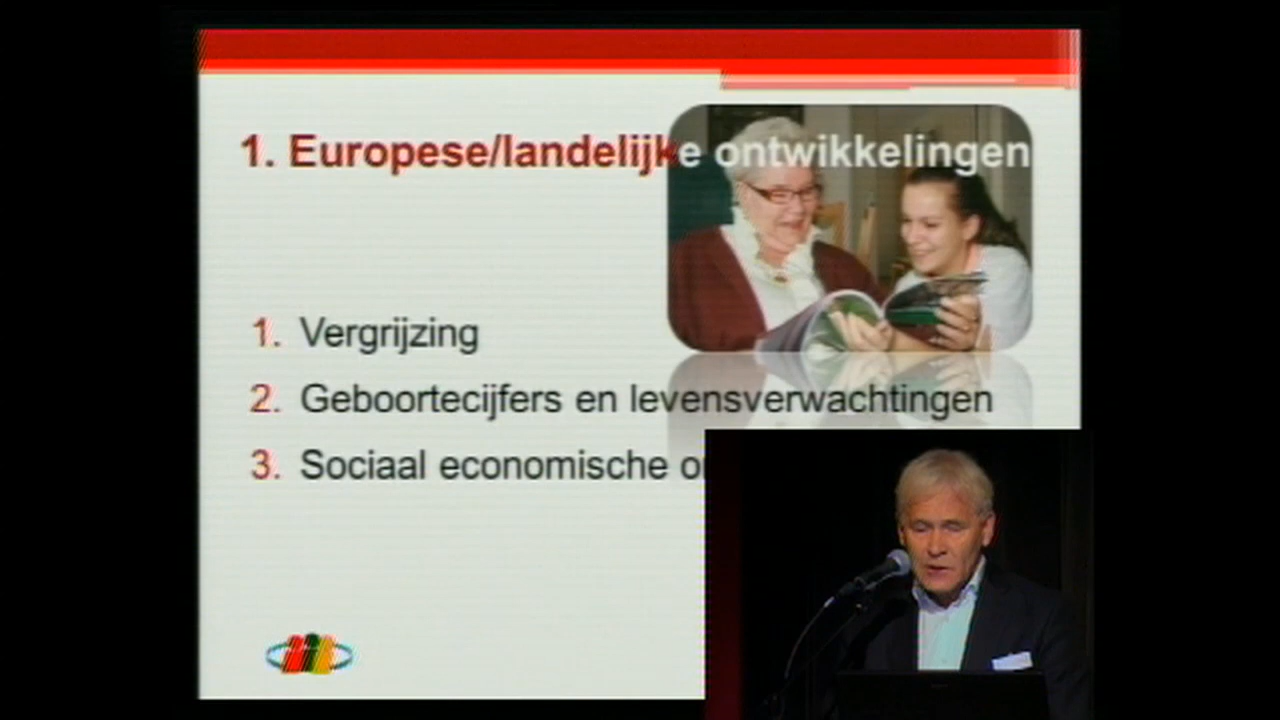 1. Europese/landelijke ontwikkelingen
1. Vergrijzing
2. Geboortecijfers en levensverwachtingen
3. Sociaal economische